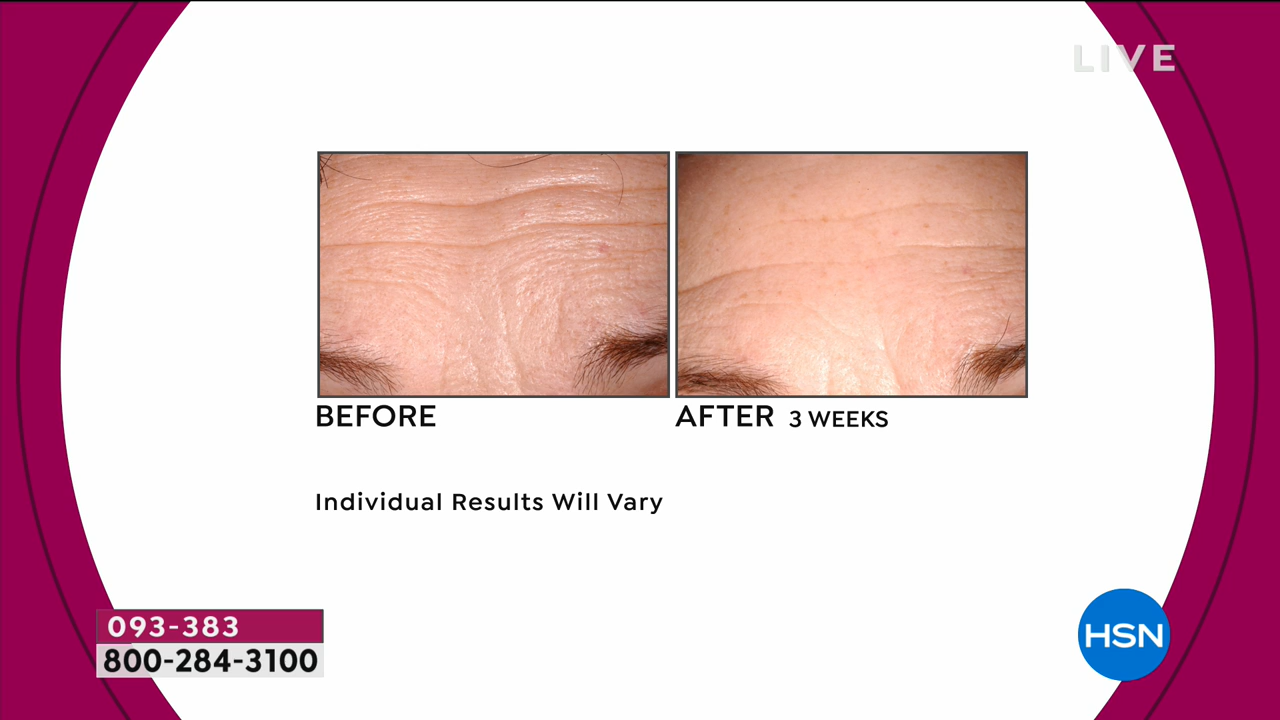 LIVE
BEFORE
AFTER 3 WEEKS
Individual Results Will Vary
093-383
800-284-3100
HSN